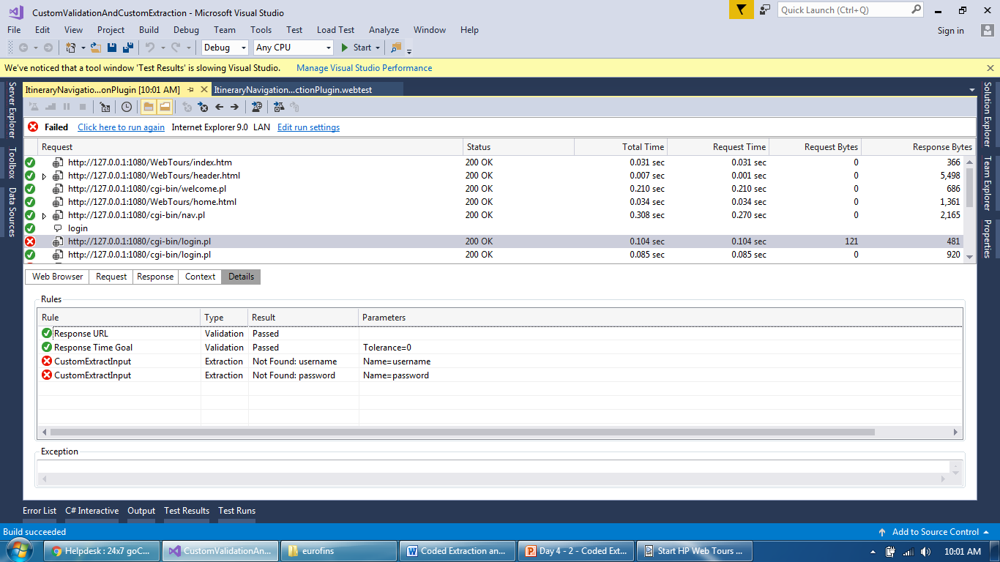 CustomValidationAndCustomExtraction - Microsoft Visual Studio
Quick Launch (Ctrl+Q)
File Edit View Project Build Debug Team Tools Test Load Test Analyze Window Help
Sign in
Debug Any CPU Start
We've noticed that a tool window 'Test Results' is slowing Visual Studio. Manage Visual Studio Performance
Server Explorer
Toolbox
Data Sources
ItineraryNavigatio...onPlugin [10:01 AM] ItineraryNavigation...ctionPlugin.webtest
Failed Click here to run again Internet Explorer 9.0 LAN Edit run settings
Request Status Total Time Request Time Request Bytes Response Bytes
http://127.0.0.1:1080/WebTours/index.htm 200 OK 0.031 sec 0.031 sec 0 366
http://127.0.0.1:1080/WebTours/header.html 200 OK 0.007 sec 0.001 sec 0 5,498
http://127.0.0.1:1080/cgi-bin/welcome.pl 200 OK 0.210 sec 0.210 sec 0 686
http://127.0.0.1:1080/WebTours/home.html 200 OK 0.034 sec 0.034 sec 0 1,361
http://127.0.0.1:1080/cgi-bin/nav.pl 200 OK 0.308 sec 0.270 sec 0 2,165
login
http://127.0.0.1:1080/cgi-bin/login.pl 200 OK 0.104 sec 0.104 sec 121 481
http://127.0.0.1:1080/cgi-bin/login.pl 200 OK 0.085 sec 0.085 sec 0 920
Web Browser Request Response Context Details
Rules
Rule Type Result Parameters
Response URL Validation Passed
Response Time Goal Validation Passed Tolerance=0
CustomExtractInput Extraction Not Found: username Name=username
CustomExtractInput Extraction Not Found: password Name=password
Exception
Solution Explorer
Team Explorer
Properties
Error List C# Interactive Output Test Results Test Runs
Build succeeded
Add to Source Control
Helpdesk : 24x7 goC... CustomValidationAn... eurofins Coded Extraction an... Day 4 - 2 - Coded Ext... Start HP Web Tours ... 10:01 AM